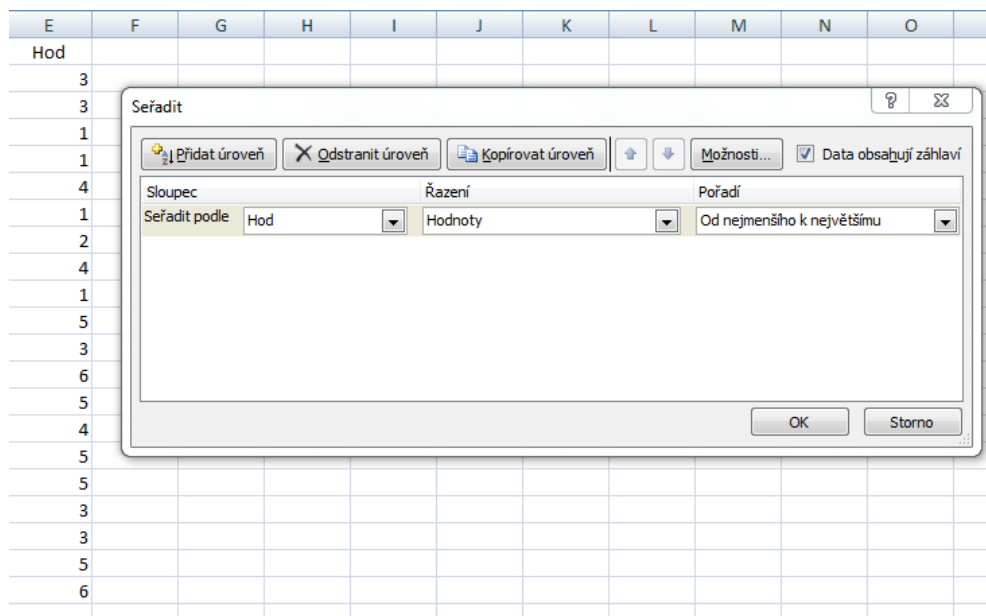 E F G H I J K L M N O
Hod
3
3
1
1
4
1
2
4
1
5
3
6
5
4
5
5
3
3
5
6
Seřadit
Přidat úroveň Odstranit úroveň Kopírovat úroveň Možnosti... Data obsahují záhlaví
Sloupec Řazení Pořadí
Seřadit podle Hod Hodnoty Od nejmenšího k největšímu
OK Storno